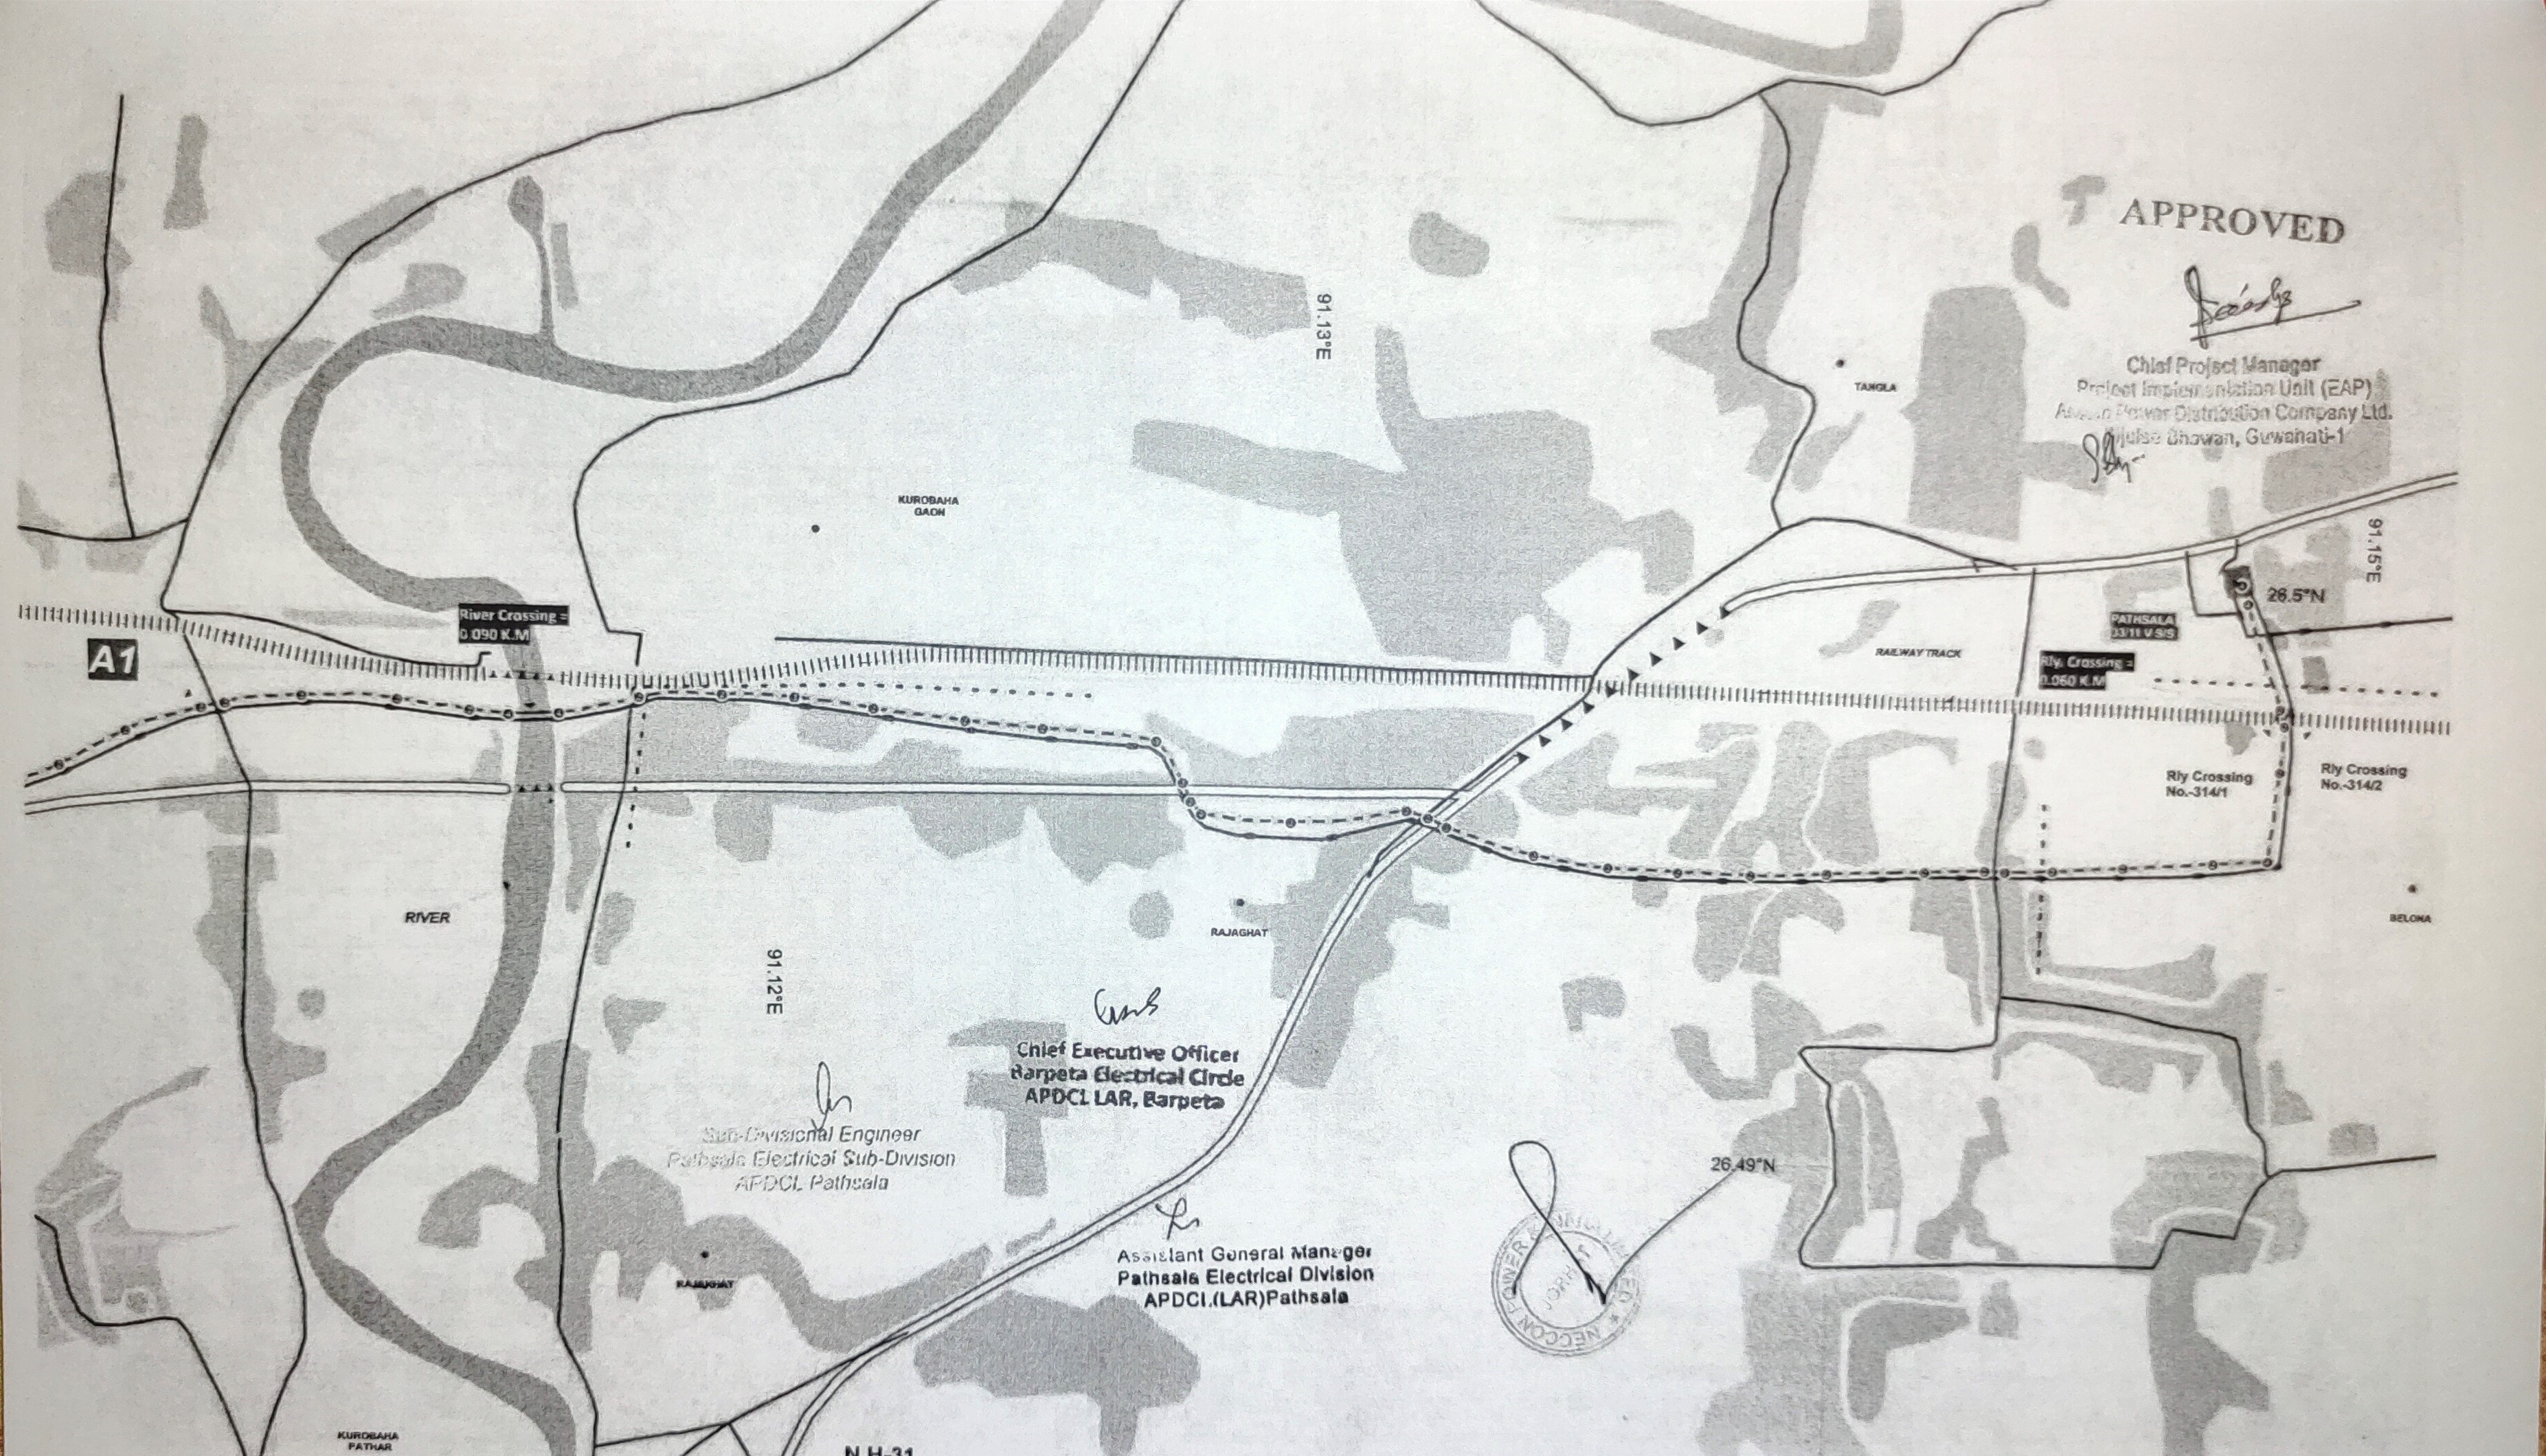 APPROVED
91.13°E
Chief Project Manager
Project Implementation Unit (EAP)
Power Distribution Company Ltd.
Bhowan, Guwahati-1
TANGLA
KUROBAHA
GAON
91.15°E
26.5°N
River Crossing =
0.090 K.M
PATHSALA
33/11 V S/S
RAILWAY TRACK
Rly. Crossing =
0.060 K.M
A1
Rly Crossing
No.-314/1
Rly Crossing
No.-314/2
RIVER
RAJAGHAT
BELONA
91.12°E
Chief Executive Officer
Barpeta Electrical Circle
APDCL LAR, Barpeta
Sub-Divisional Engineer
Pathsala Electrical Sub-Division
APDCL Pathsala
26.49°N
Assistant General Manager
Pathsala Electrical Division
APDCL(LAR)Pathsala
NECCON POWER &
RAJAKHAT
KUROBAHA
PATHAR
N.H-31